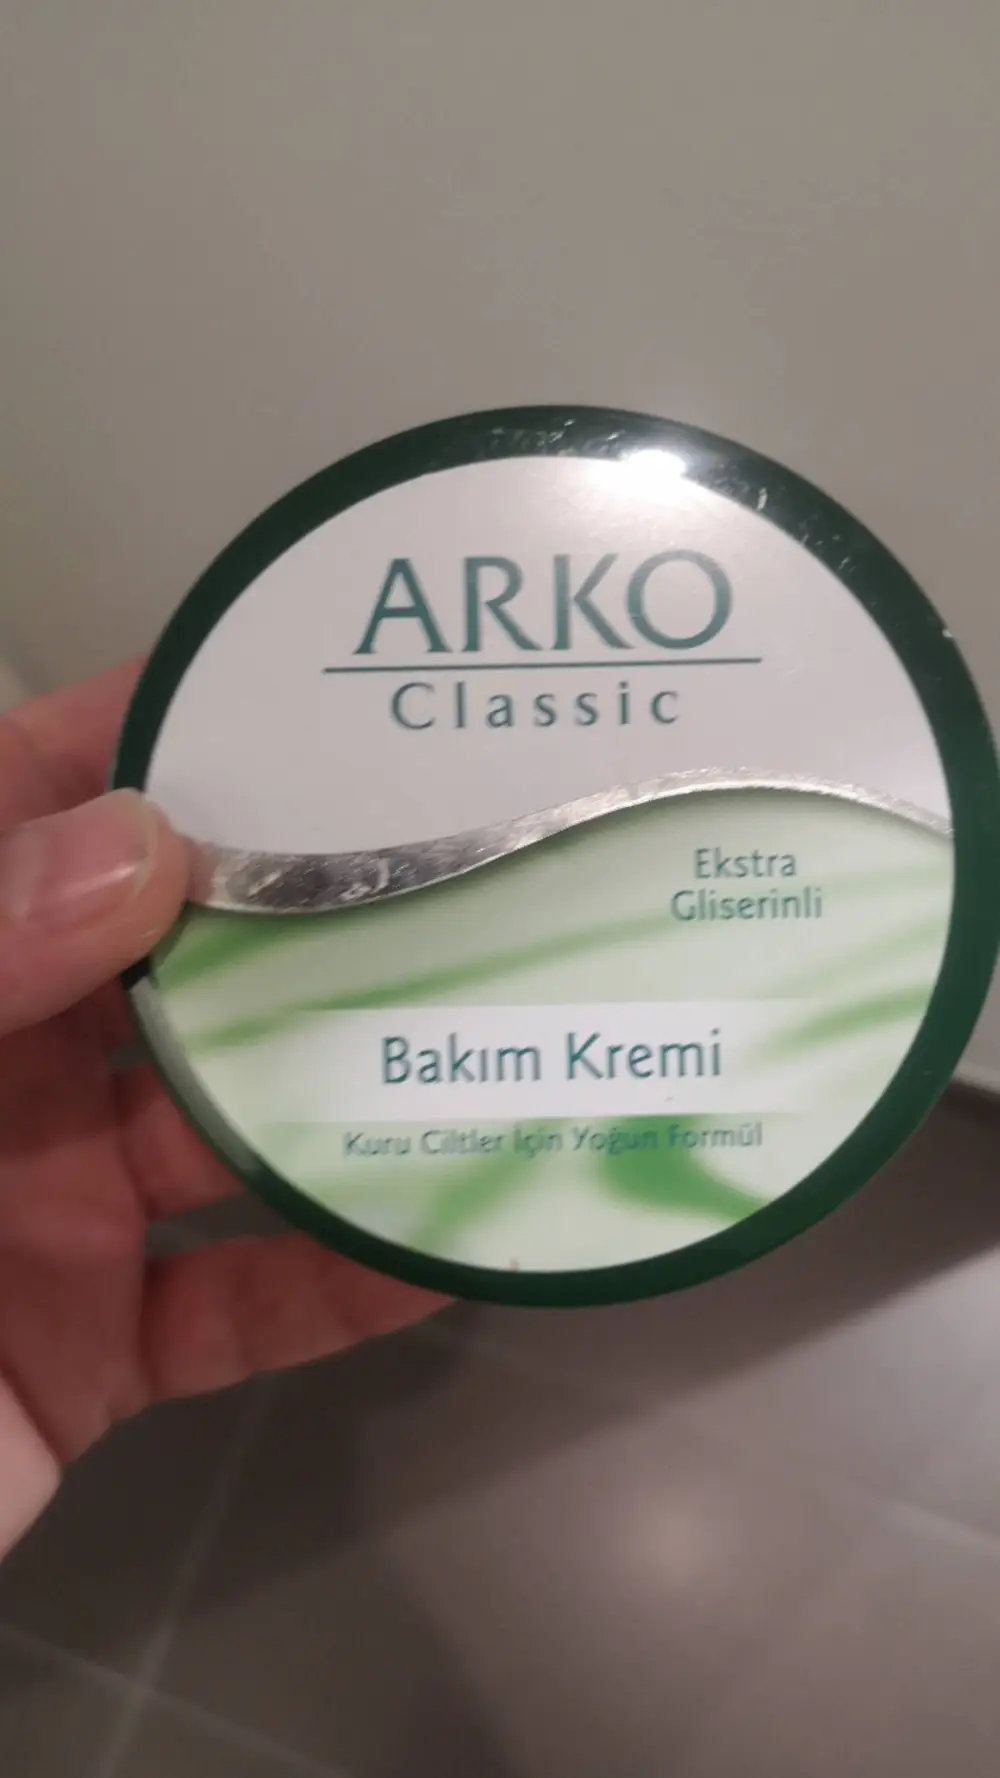 ARKO
Classic
Ekstra
Gliserinli
Bakım Kremi
Kuru Ciltler İçin Yoğun Formül